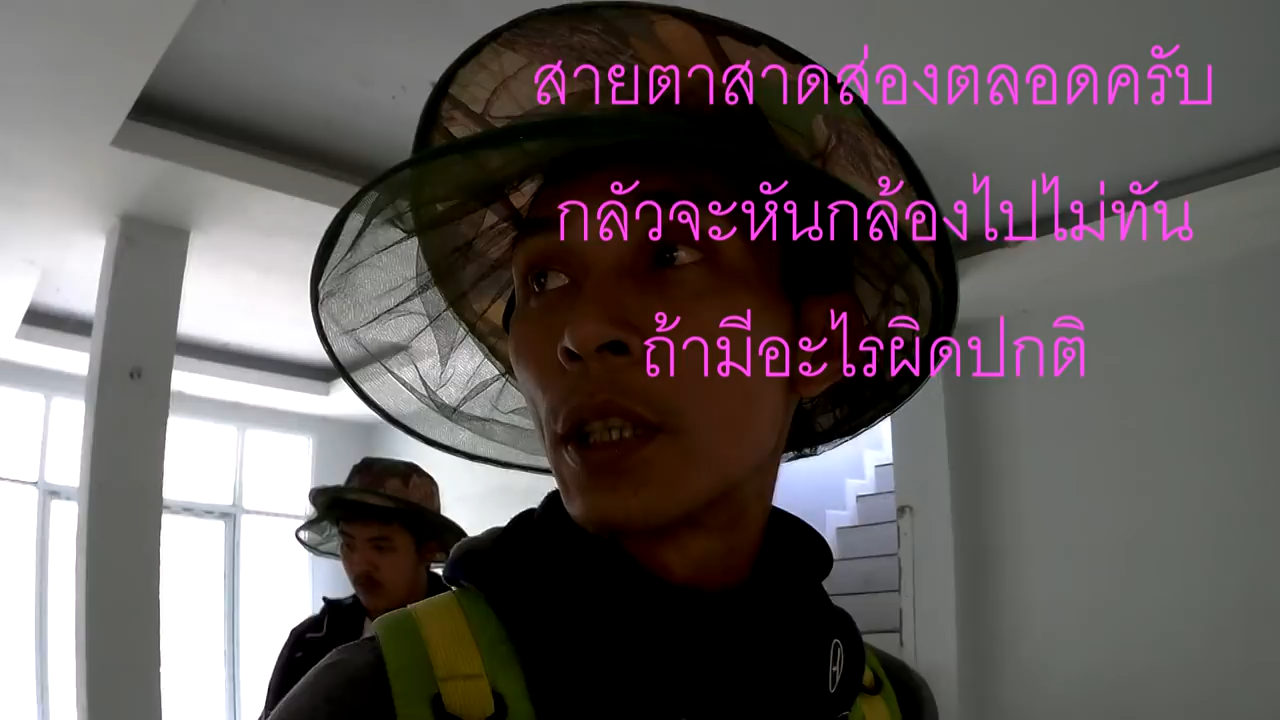 สายตาสาดส่องตลอดครับ
กลัวจะหันกล้องไปไม่ทัน
ถ้ามีอะไรผิดปกติ